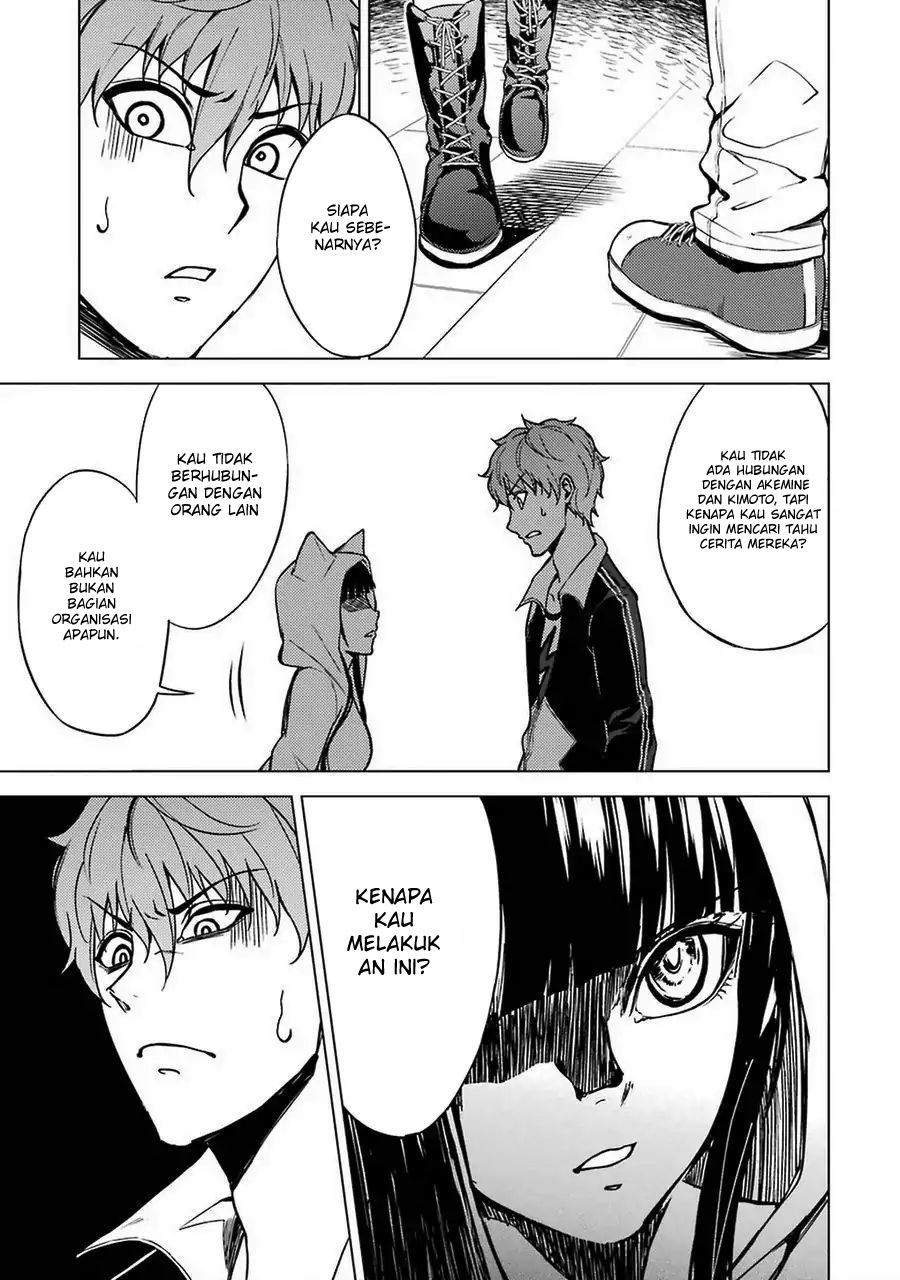 SIAPA
KAU SEBE-
NARNYA?
KAU TIDAK
ADA HUBUNGAN
DENGAN AKEMINE
DAN KIMOTO, TAPI
KENAPA KAU SANGAT
INGIN MENCARI TAHU
CERITA MEREKA?
KAU TIDAK
BERHUBUN-
GAN DENGAN
ORANG LAIN
KAU
BAHKAN
BUKAN
BAGIAN
ORGANISASI
APAPUN.
KENAPA
KAU
MELAKUK
AN INI?